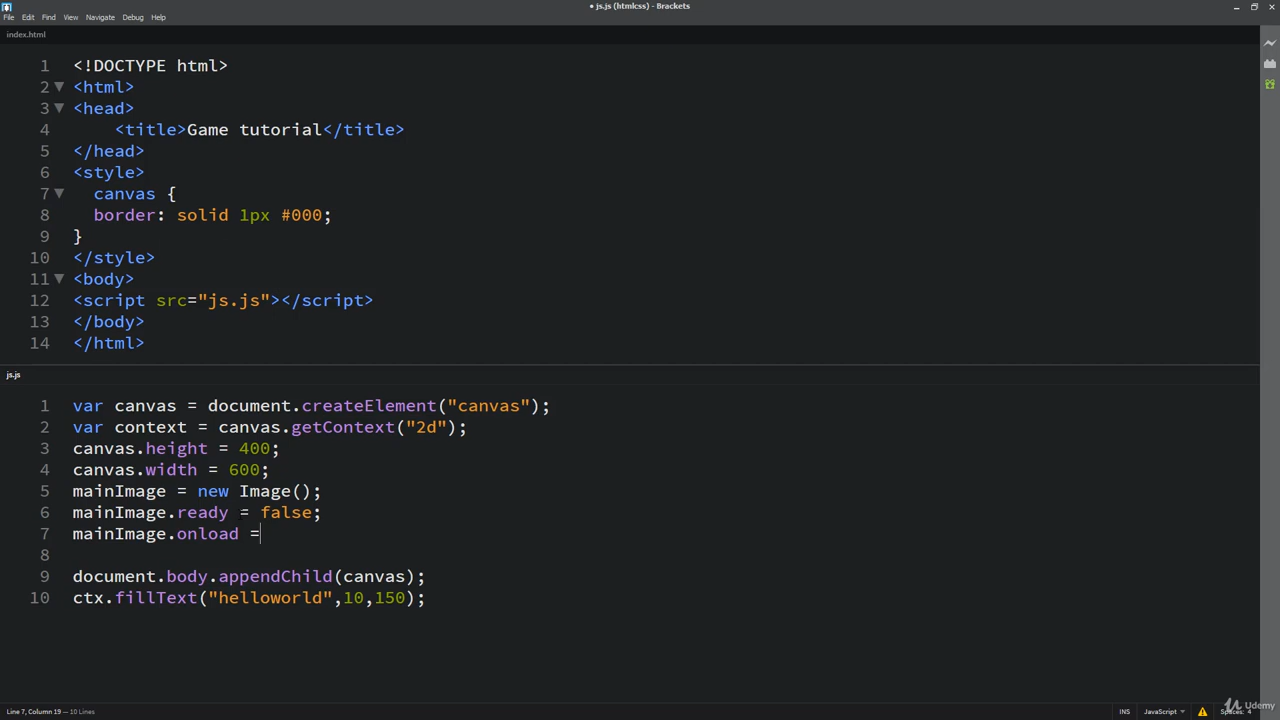 • js.js (htmlcss) - Brackets
File Edit Find View Navigate Debug Help
index.html
1 <!DOCTYPE html>
2 <html>
3 <head>
4 <title>Game tutorial</title>
5 </head>
6 <style>
7 canvas {
8 border: solid 1px #000;
9 }
10 </style>
11 <body>
12 <script src="js.js"></script>
13 </body>
14 </html>
js.js
1 var canvas = document.createElement("canvas");
2 var context = canvas.getContext("2d");
3 canvas.height = 400;
4 canvas.width = 600;
5 mainImage = new Image();
6 mainImage.ready = false;
7 mainImage.onload =
8
9 document.body.appendChild(canvas);
10 ctx.fillText("helloworld",10,150);
Line 7, Column 19 — 10 Lines
INS JavaScript Spaces: 4
Udemy